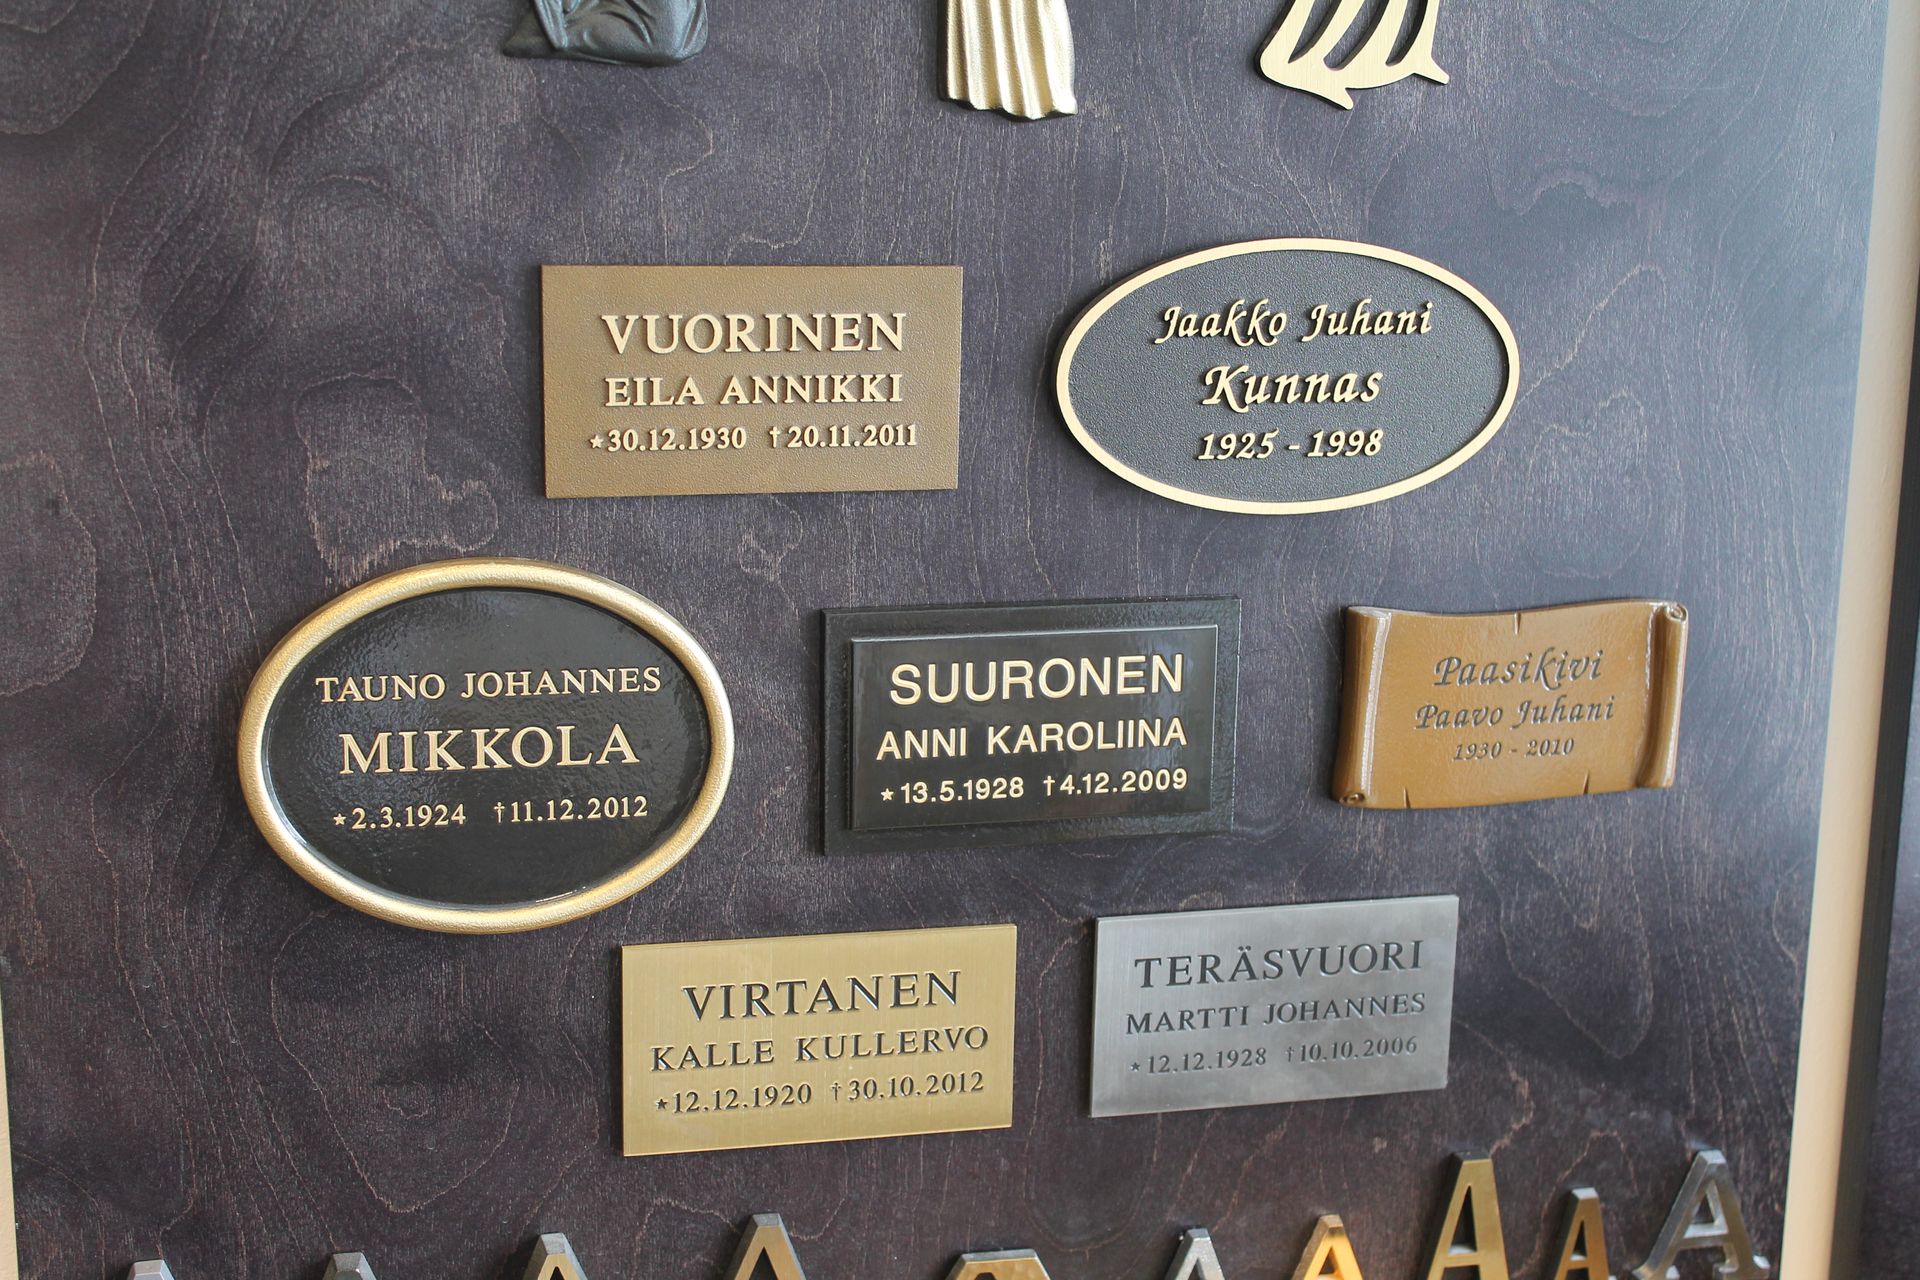 VUORINEN
EILA ANNIKKI
*30.12.1930 †20.11.2011
Jaakko Juhani
Kunnas
1925 - 1998
TAUNO JOHANNES
MIKKOLA
*2.3.1924 †11.12.2012
SUURONEN
ANNI KAROLIINA
*13.5.1928 †4.12.2009
Paasikivi
Paavo Juhani
1930 - 2010
VIRTANEN
KALLE KULLERVO
*12.12.1920 †30.10.2012
TERÄSVUORI
MARTTI JOHANNES
*12.12.1928 †10.10.2006
A A A A A A A A A